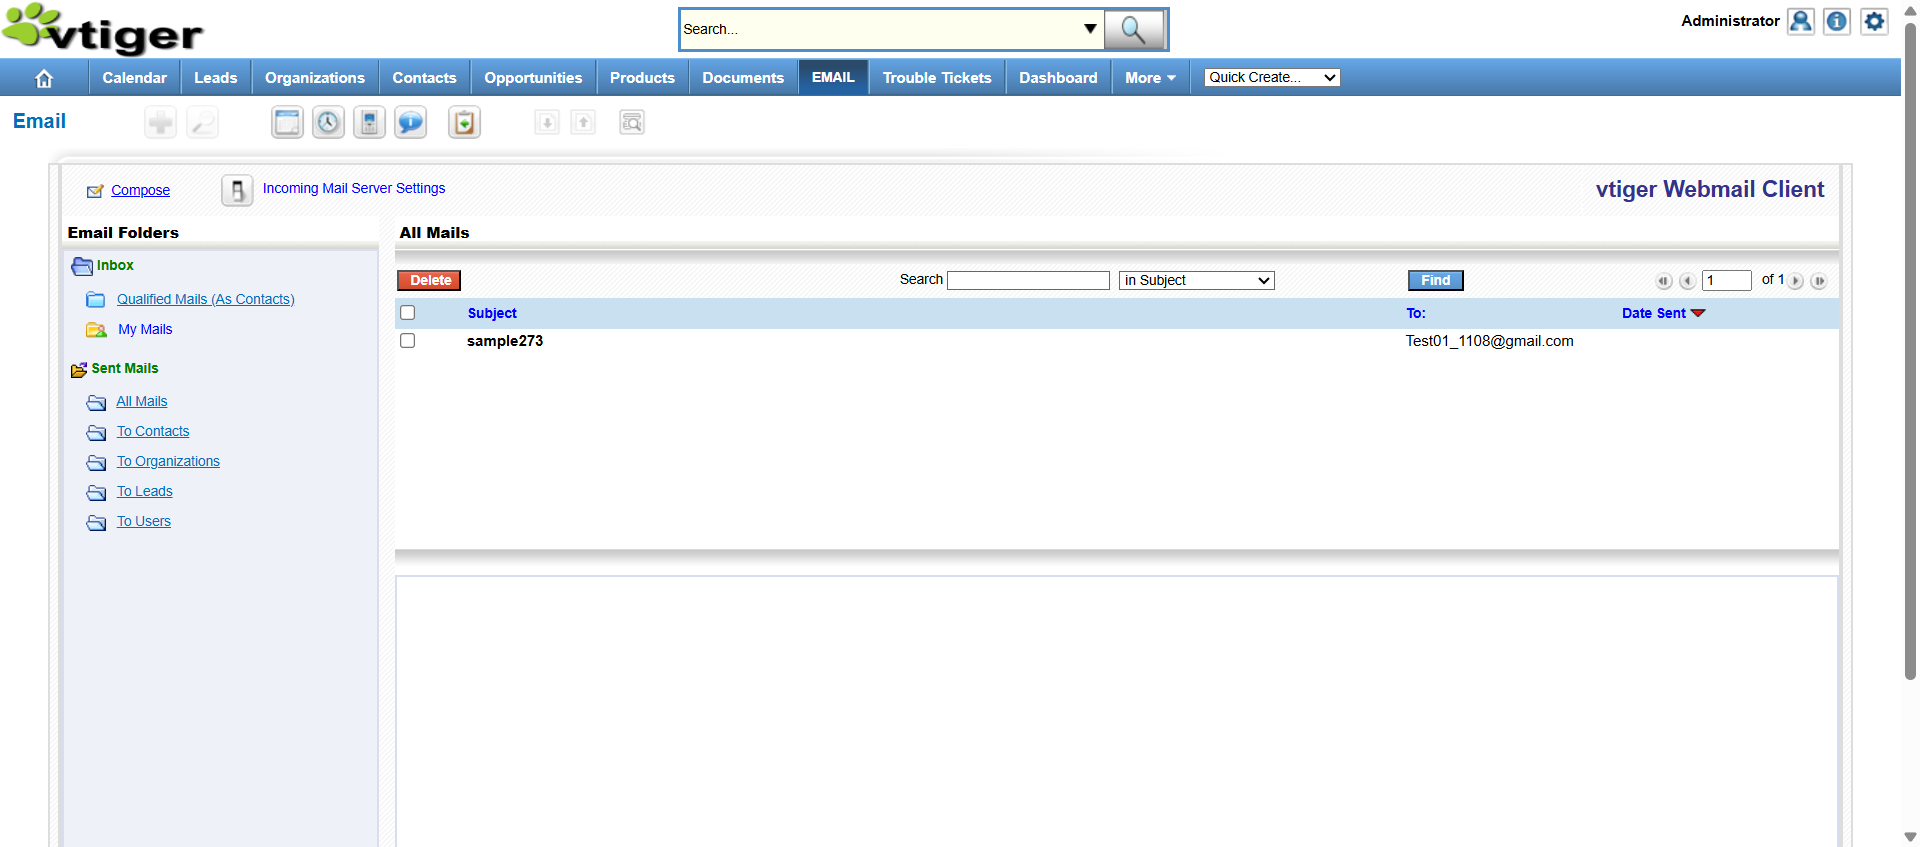 vtiger
Search...
Administrator
Calendar
Leads
Organizations
Contacts
Opportunities
Products
Documents
EMAIL
Trouble Tickets
Dashboard
More
Quick Create...
Email
Compose
Incoming Mail Server Settings
vtiger Webmail Client
Email Folders
Inbox
Qualified Mails (As Contacts)
My Mails
Sent Mails
All Mails
To Contacts
To Organizations
To Leads
To Users
All Mails
Delete
Search
in Subject
Find
1
of 1
Subject
To:
Date Sent
sample273
Test01_1108@gmail.com